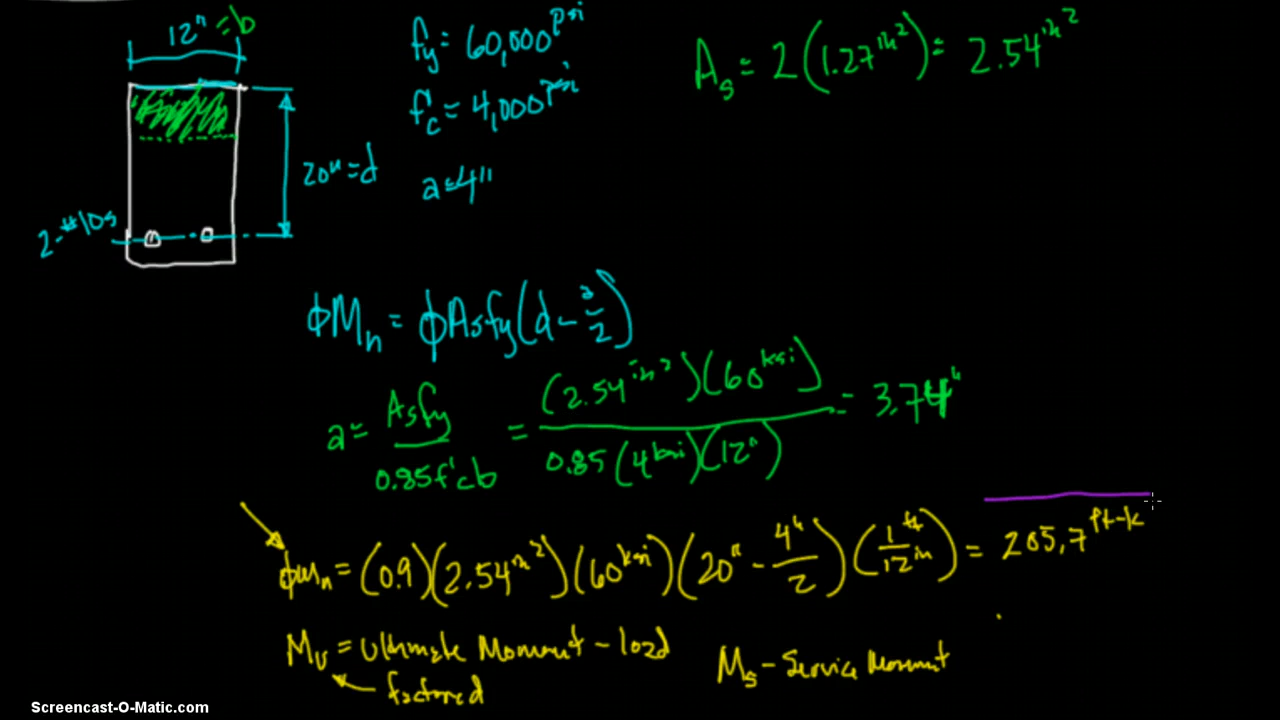 12" = b
20" = d
2-#10s
fy = 60,000 psi
f'c = 4,000 psi
a = 4"
As = 2(1.27 in²) = 2.54 in²
ϕMn = ϕAsfy(d - a/2)
a = Asfy / 0.85f'cb = (2.54 in²)(60 ksi) / 0.85(4 ksi)(12") = 3.74"
ϕMn = (0.9)(2.54 in²)(60 ksi)(20" - 4"/2)(1 ft/12 in) = 205.7 ft-k
Mu = Ultimate Moment - load
factored
Ms - Service Moment
Screencast-O-Matic.com